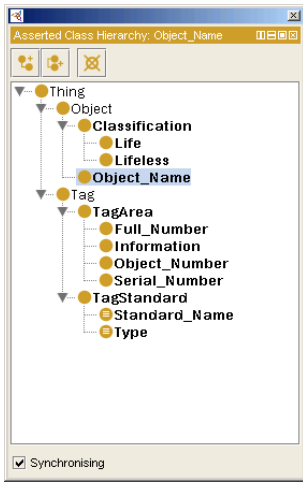 Asserted Class Hierarchy: Object_Name
Thing
Object
Classification
Life
Lifeless
Object_Name
Tag
TagArea
Full_Number
Information
Object_Number
Serial_Number
TagStandard
Standard_Name
Type
Synchronising